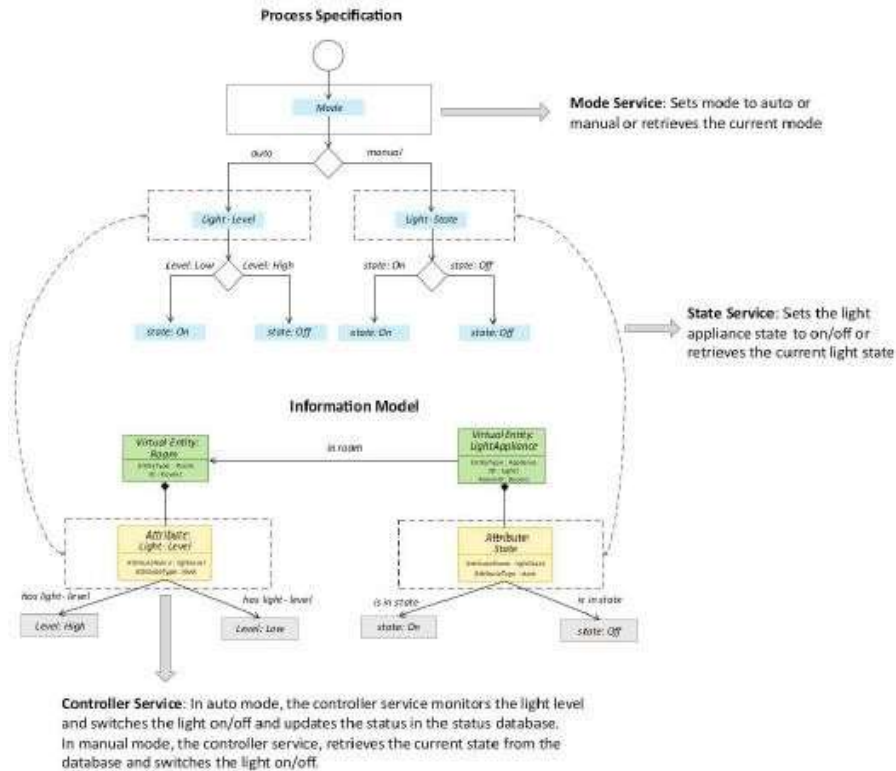 Process Specification
Mode
Mode Service: Sets mode to auto or
manual or retrieves the current mode
auto
manual
Light-Level
Light-State
Level: Low
Level: High
state: On
state: Off
state: On
state: Off
state: On
state: Off
State Service: Sets the light
appliance state to on/off or
retrieves the current light state
Information Model
Virtual Entity:
Room
in room
Virtual Entity:
LightAppliance
Attribute:
Light-Level
Attribute
State
has light-level
has light-level
is in state
is in state
Level: High
Level: Low
state: On
state: Off
Controller Service: In auto mode, the controller service monitors the light level
and switches the light on/off and updates the status in the status database.
In manual mode, the controller service, retrieves the current state from the
database and switches the light on/off.